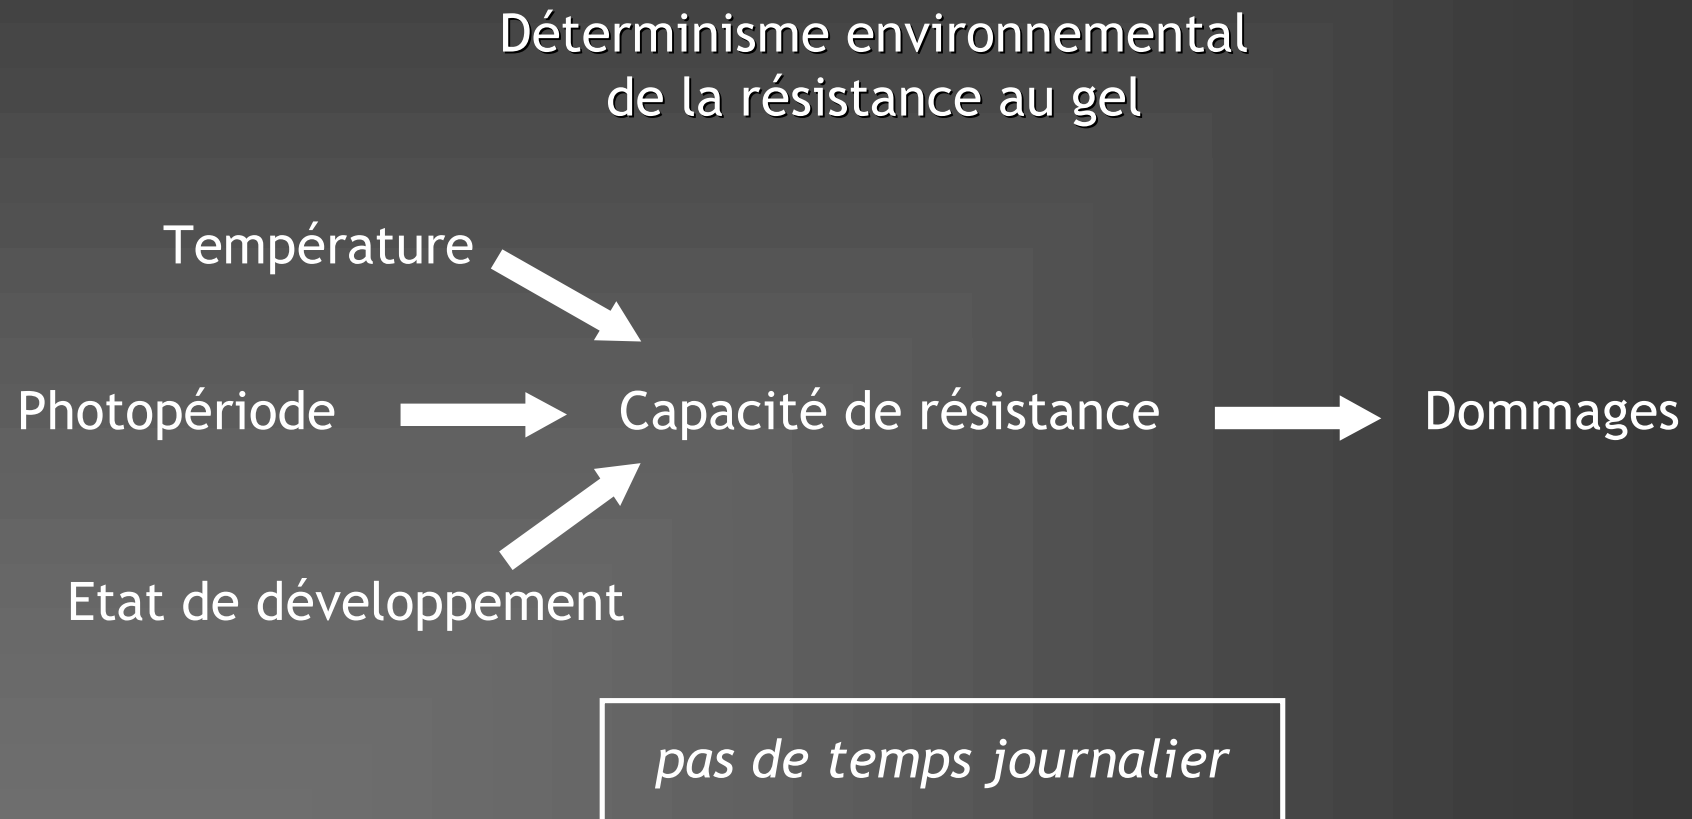 Déterminisme environnemental
de la résistance au gel
Température
Photopériode
Capacité de résistance
Dommages
Etat de développement
pas de temps journalier